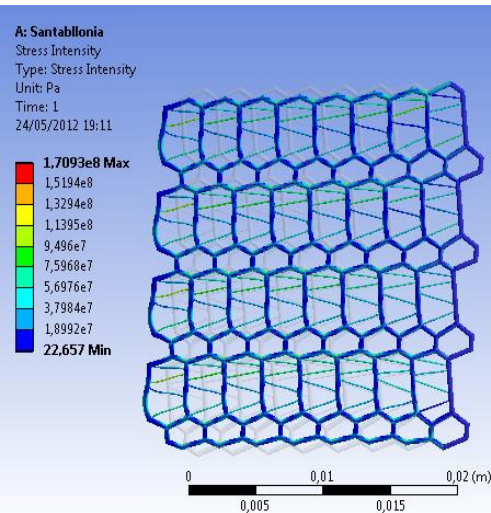 A: Santabllonia
Stress Intensity
Type: Stress Intensity
Unit: Pa
Time: 1
24/05/2012 19:11
1,7093e8 Max
1,5194e8
1,3294e8
1,1395e8
9,496e7
7,5968e7
5,6976e7
3,7984e7
1,8992e7
22,657 Min
0 0,01 0,02 (m)
0,005 0,015